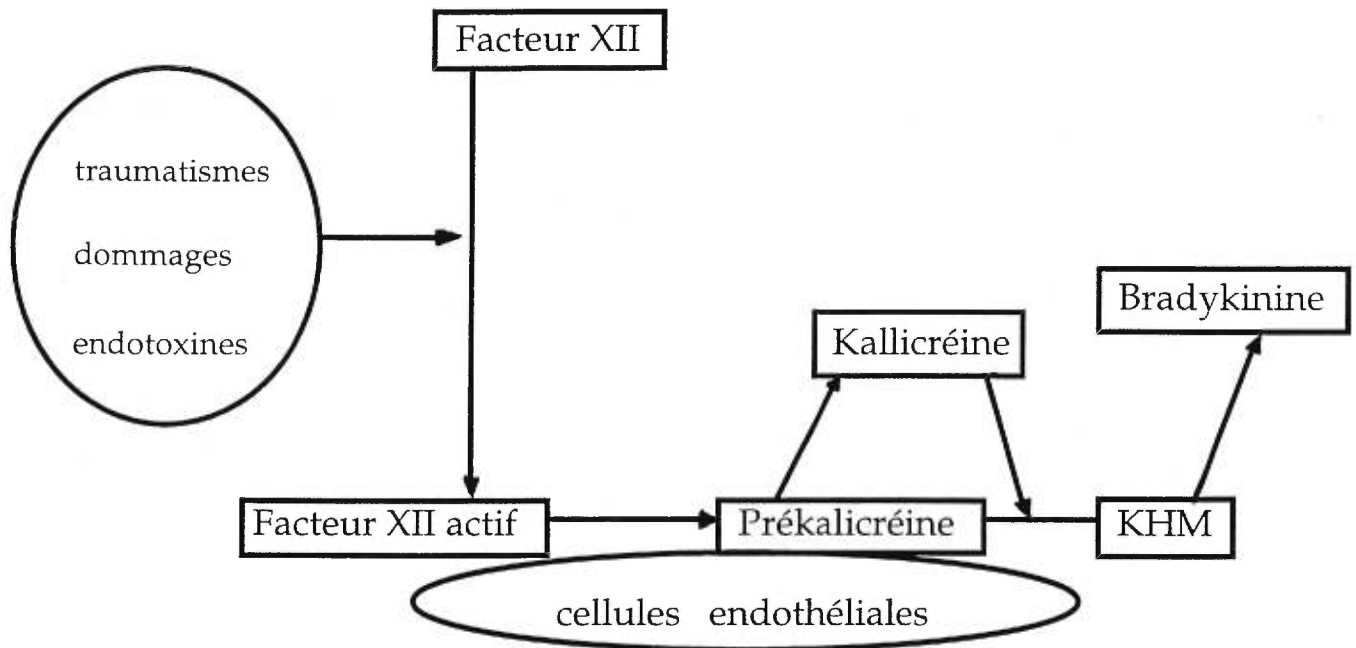 Facteur XII
traumatismes
dommages
endotoxines
Bradykinine
Kallicréine
Facteur XII actif
Prékalicréine
KHM
cellules endothéliales